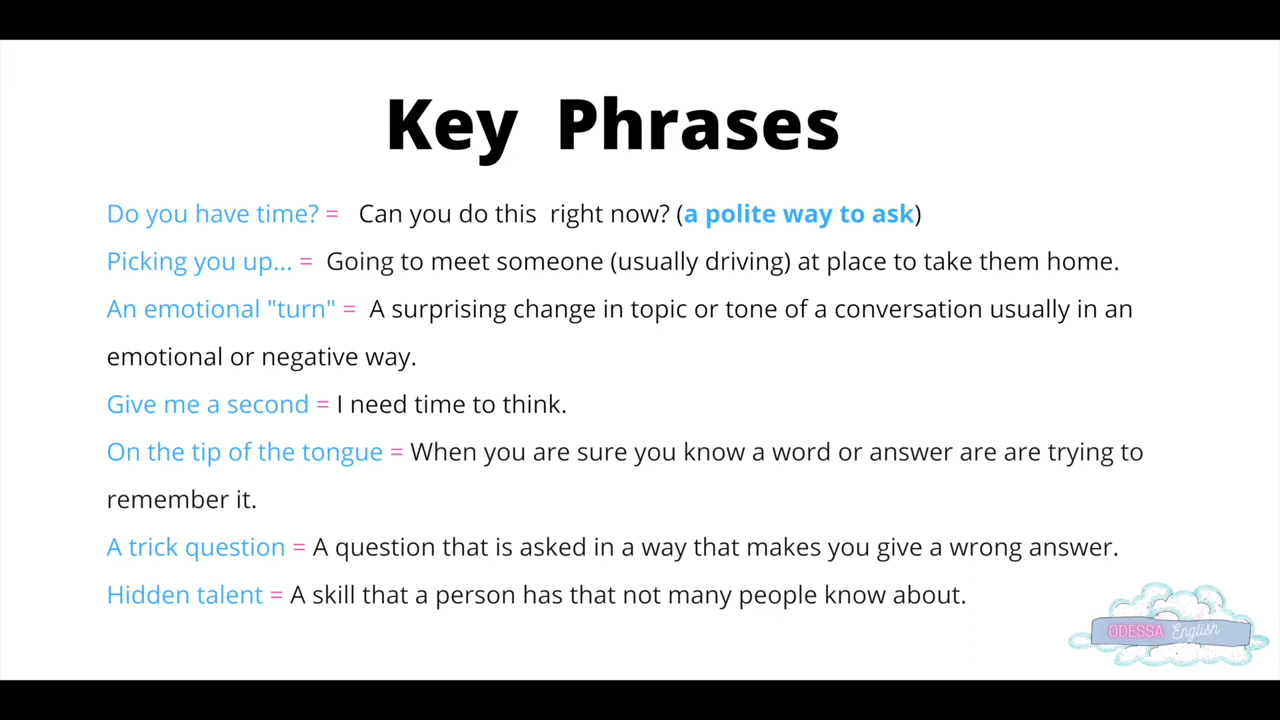 Key Phrases
Do you have time? = Can you do this right now? (a polite way to ask)
Picking you up... = Going to meet someone (usually driving) at place to take them home.
An emotional "turn" = A surprising change in topic or tone of a conversation usually in an
emotional or negative way.
Give me a second = I need time to think.
On the tip of the tongue = When you are sure you know a word or answer are are trying to
remember it.
A trick question = A question that is asked in a way that makes you give a wrong answer.
Hidden talent = A skill that a person has that not many people know about.
ODESSA English